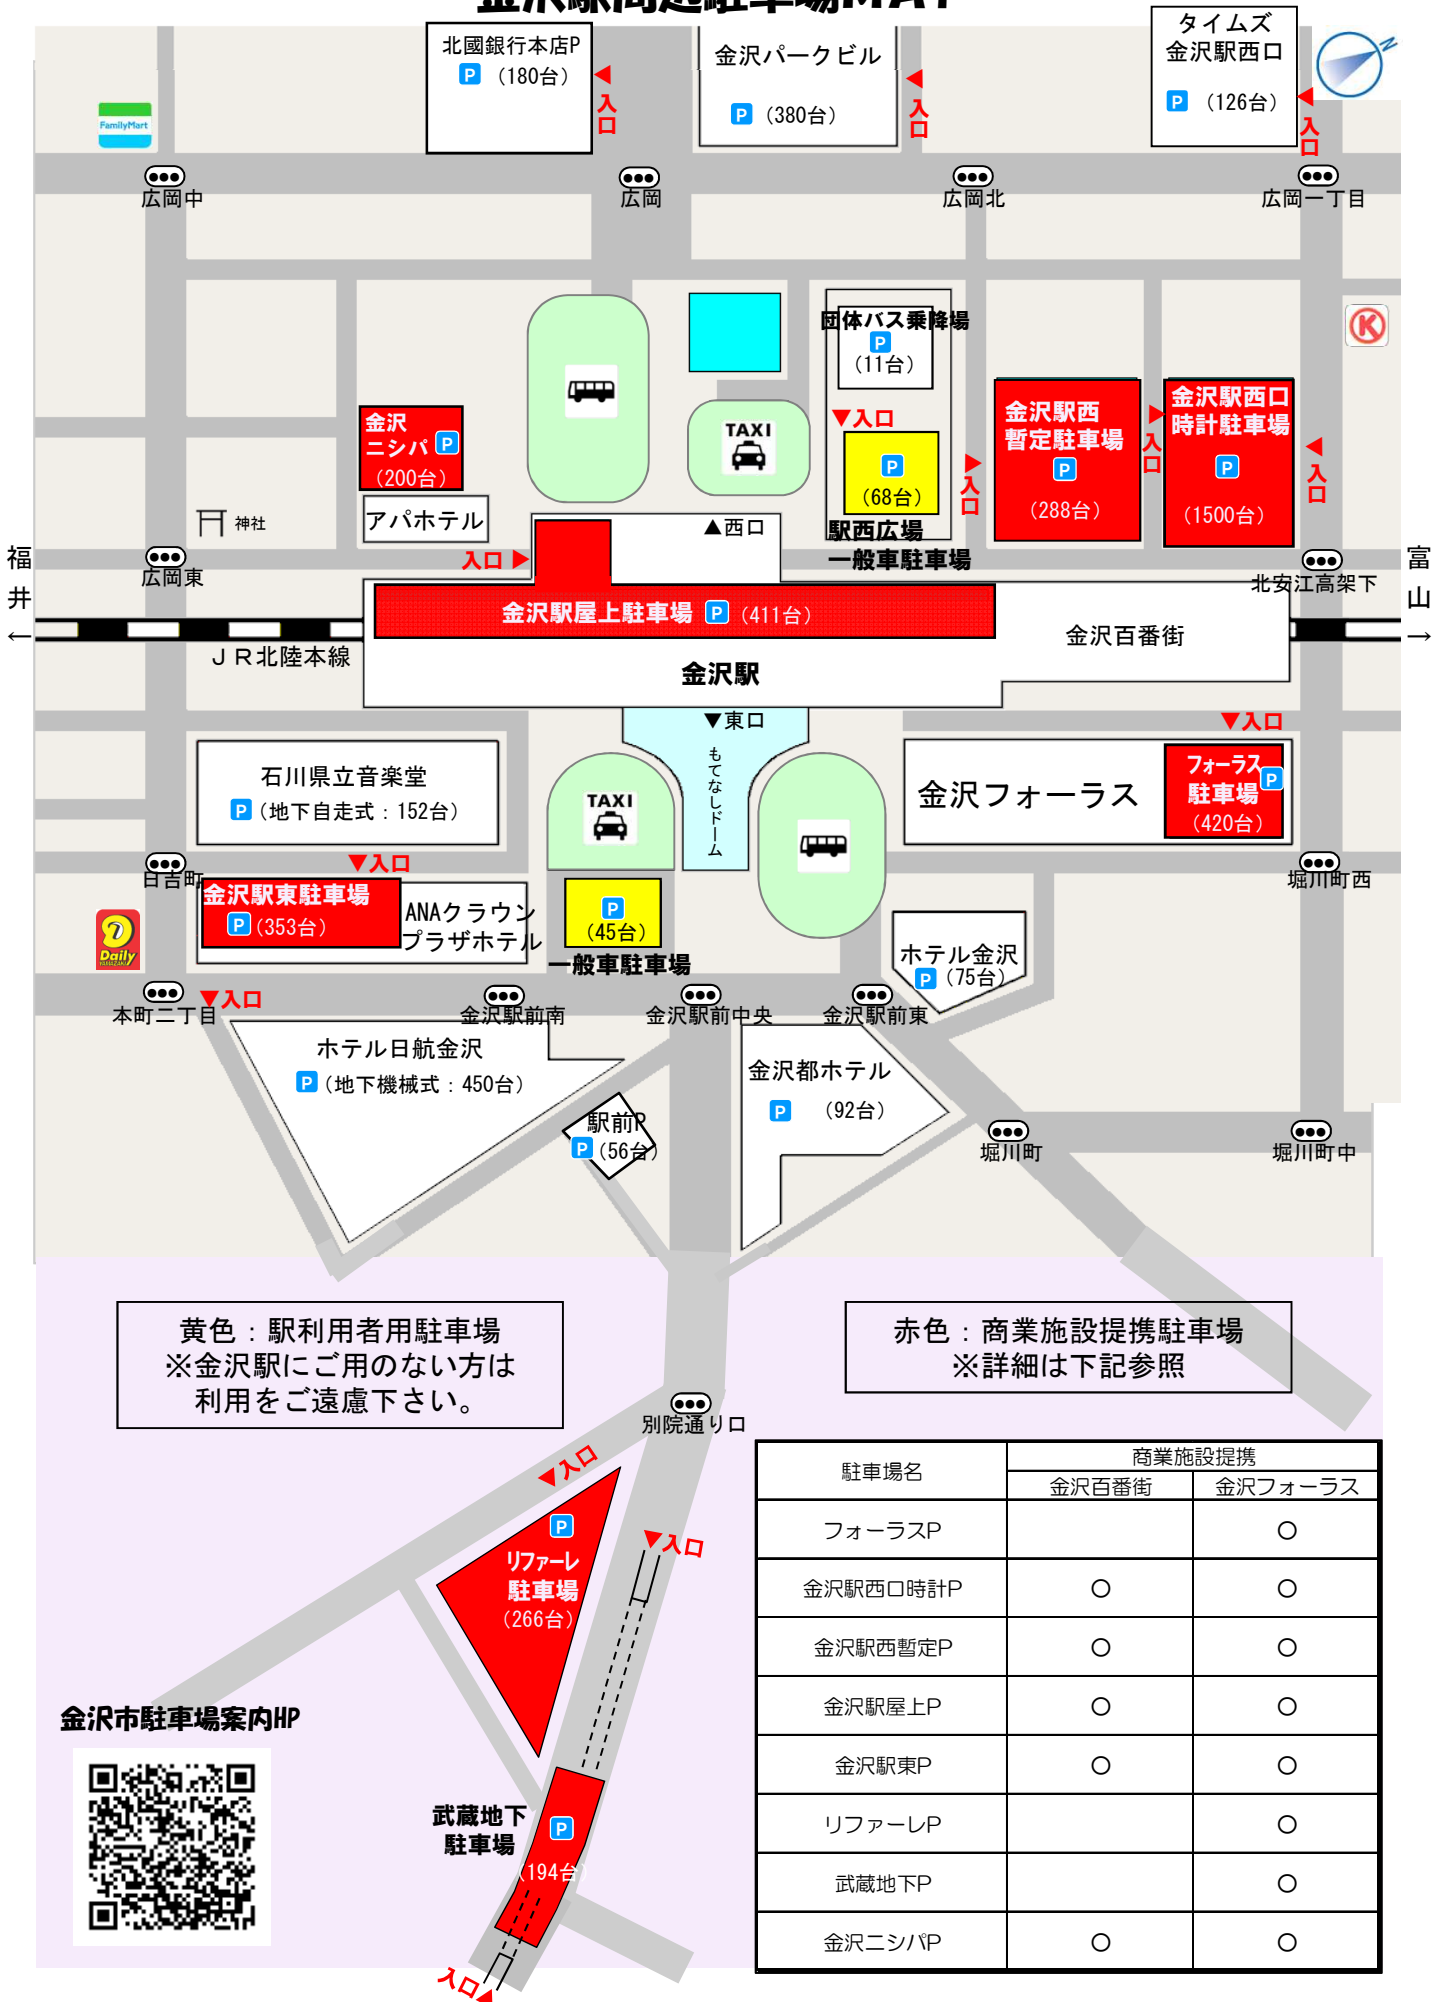 金沢駅周辺駐車場MAP
北國銀行本店P
P （180台）
入口
金沢パークビル
P （380台）
入口
タイムズ
金沢駅西口
P （126台）
入口
N
FamilyMart
広岡中
広岡
広岡北
広岡一丁目
団体バス乗降場
P
（11台）
K
金沢
ニシパ P
（200台）
アパホテル
TAXI
▼入口
P
（68台）
駅西広場
一般車駐車場
入口
金沢駅西
暫定駐車場
P
（288台）
入口
金沢駅西口
時計駐車場
P
（1500台）
入口
神社
▲西口
入口
広岡東
北安江高架下
福井
←
富山
→
金沢駅屋上駐車場 P （411台）
金沢百番街
ＪＲ北陸本線
金沢駅
▼東口
もてなしドーム
▼入口
石川県立音楽堂
P （地下自走式：152台）
TAXI
金沢フォーラス
フォーラス
P
駐車場
（420台）
▼入口
日吉町
堀川町西
金沢駅東駐車場
P （353台）
ANAクラウン
プラザホテル
P
（45台）
一般車駐車場
ホテル金沢
P （75台）
Daily
YAMAZAKI
本町二丁目
▼入口
金沢駅前南
金沢駅前中央
金沢駅前東
ホテル日航金沢
P （地下機械式：450台）
金沢都ホテル
P （92台）
駅前P
P （56台）
堀川町
堀川町中
黄色：駅利用者用駐車場
※金沢駅にご用のない方は
利用をご遠慮下さい。
赤色：商業施設提携駐車場
※詳細は下記参照
別院通り口
▼入口
P
リファーレ
駐車場
（266台）
▼入口
駐車場名 商業施設提携
金沢百番街 金沢フォーラス
フォーラスP ○
金沢駅西口時計P ○ ○
金沢駅西暫定P ○ ○
金沢駅屋上P ○ ○
金沢駅東P ○ ○
リファーレP ○
武蔵地下P ○
金沢ニシパP ○ ○
金沢市駐車場案内HP
武蔵地下
駐車場
P
（194台）
入口